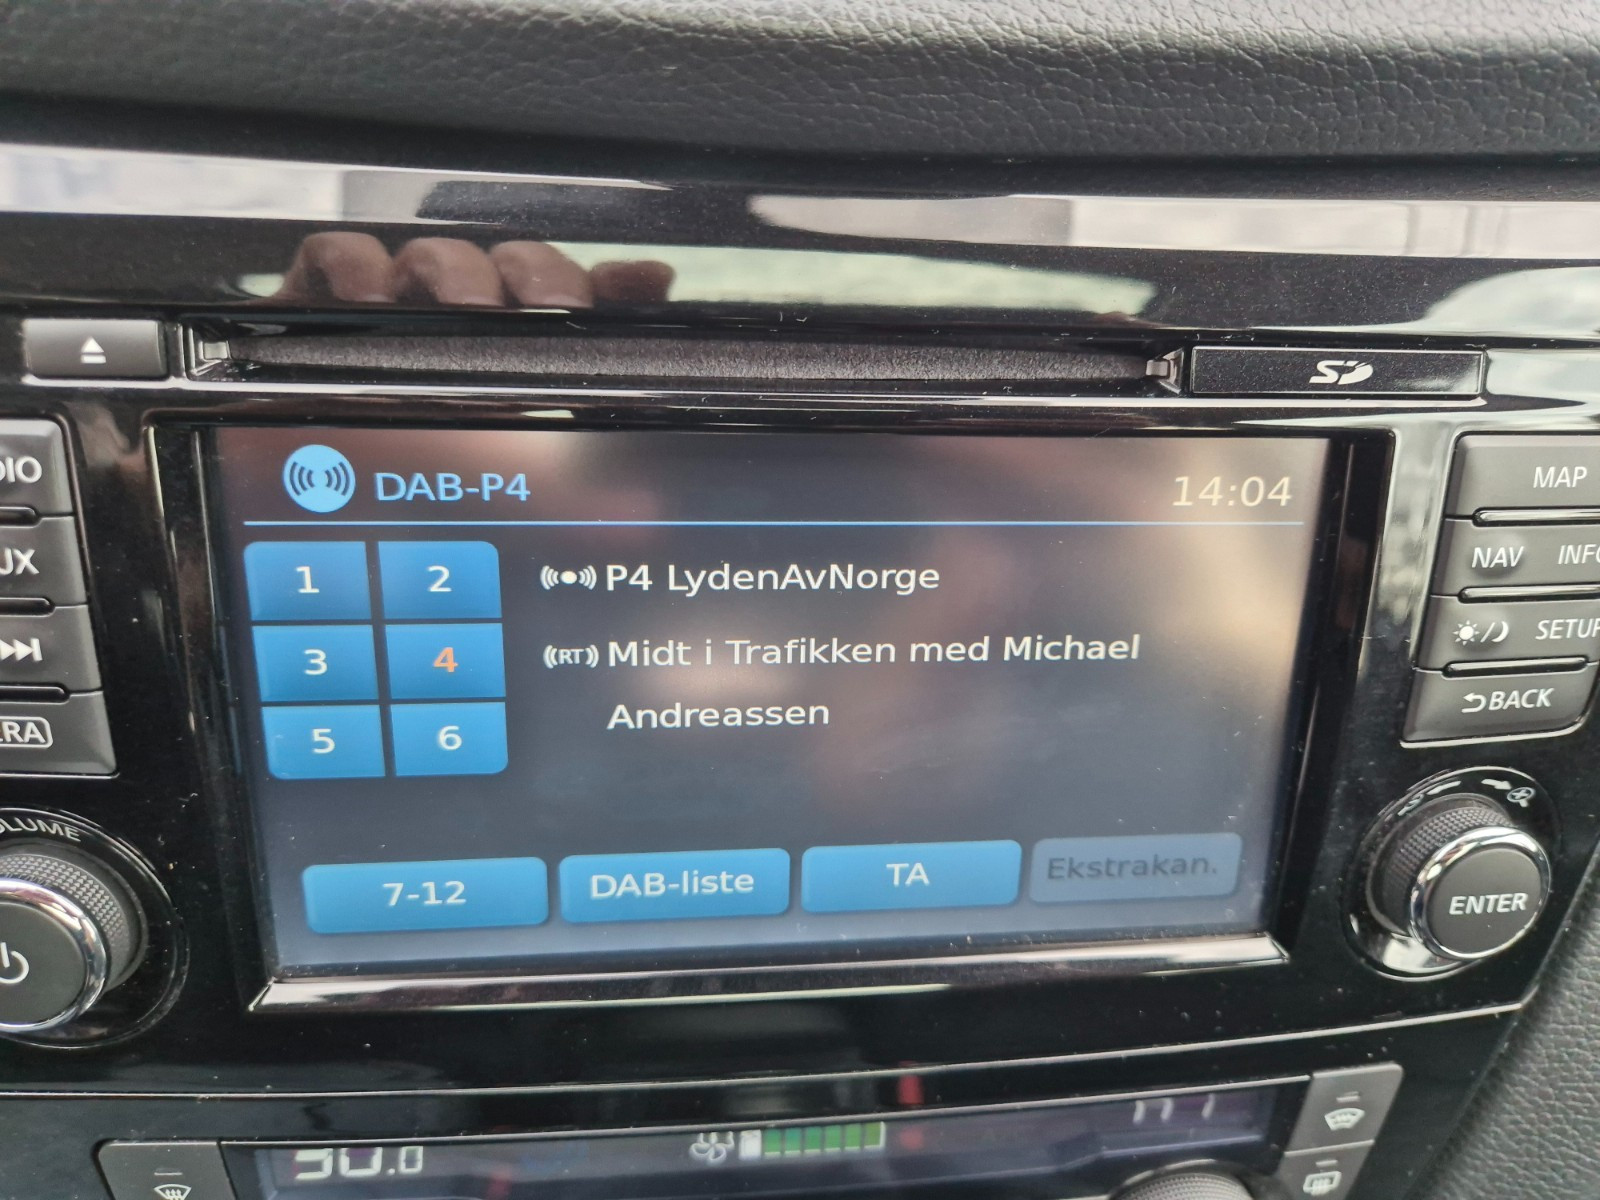 SD
DAB-P4 14:04
MAP
1 2 P4 LydenAvNorge
NAV
3 4 RT Midt i Trafikken med Michael
Andreassen
BACK
5 6
7-12 DAB-liste TA Ekstrakan.
ENTER